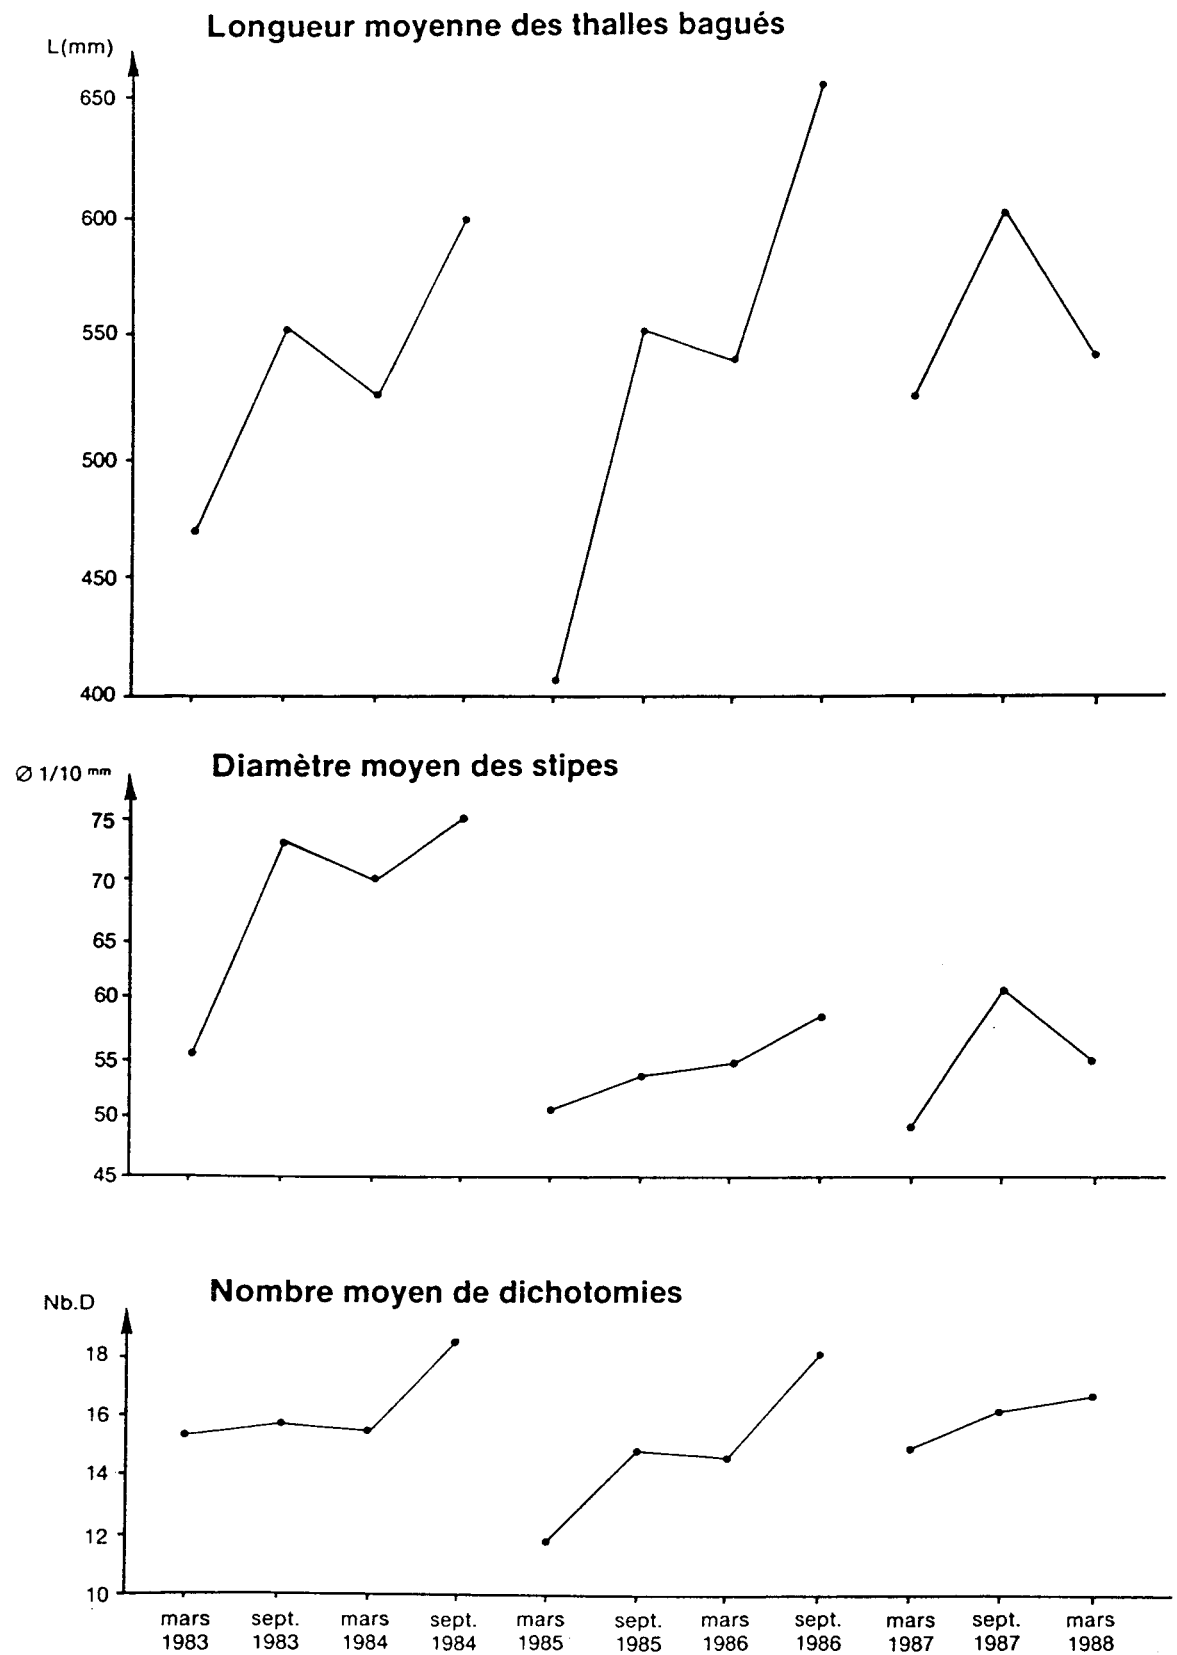 Longueur moyenne des thalles bagués
L(mm)
650
600
550
500
450
400
Diamètre moyen des stipes
Ø 1/10 mm
75
70
65
60
55
50
45
Nombre moyen de dichotomies
Nb.D
18
16
14
12
10
mars sept. mars sept. mars sept. mars sept. mars sept. mars
1983 1983 1984 1984 1985 1985 1986 1986 1987 1987 1988